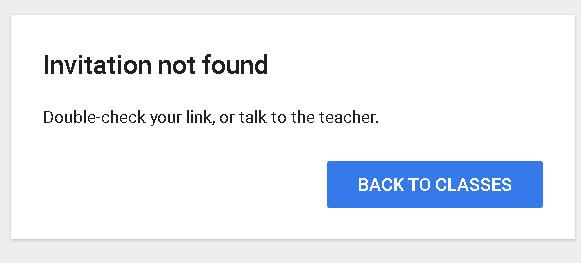 Invitation not found
Double-check your link, or talk to the teacher.
BACK TO CLASSES